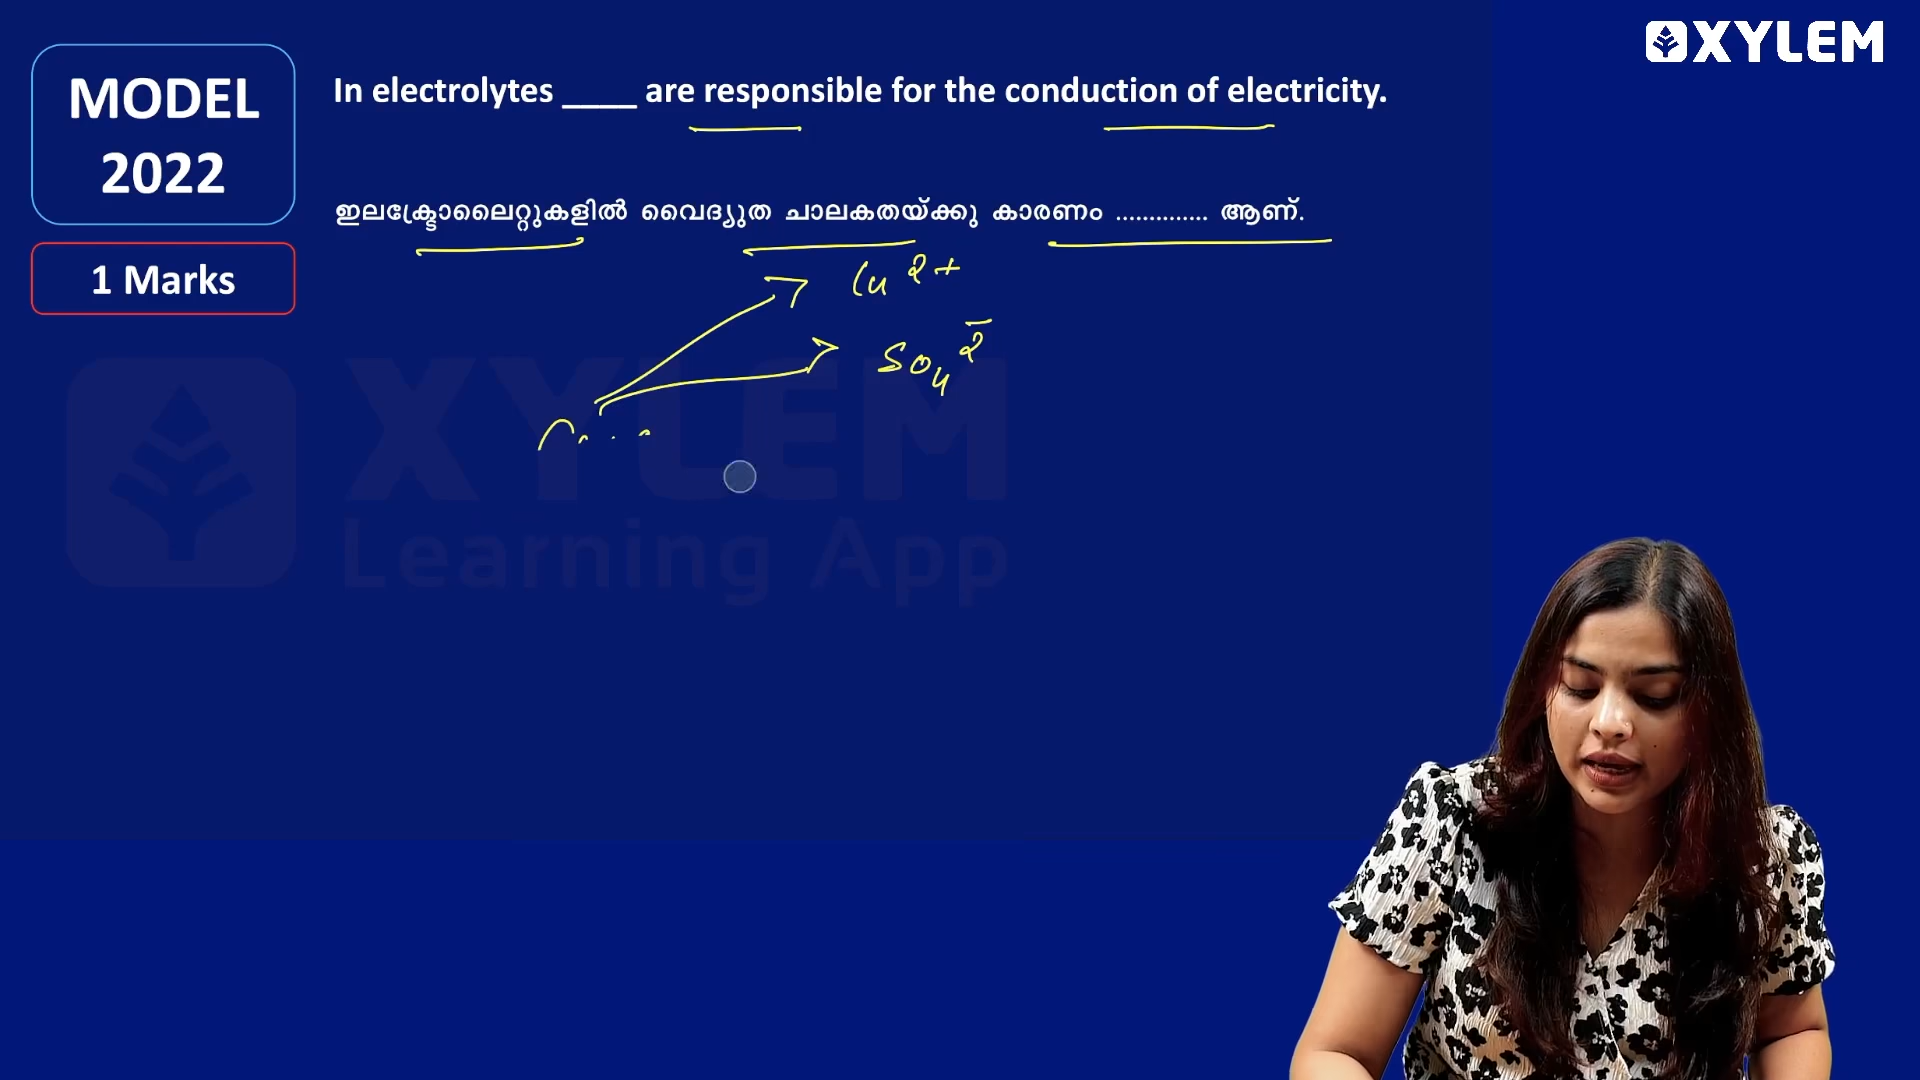 XYLEM
MODEL
2022
In electrolytes ____ are responsible for the conduction of electricity.
ഇലക്ട്രോലൈറ്റുകളിൽ വൈദ്യുത ചാലകതയ്ക്കു കാരണം .............. ആണ്.
1 Marks
Cu 2+
SO4 2-
XYLEM
Learning App